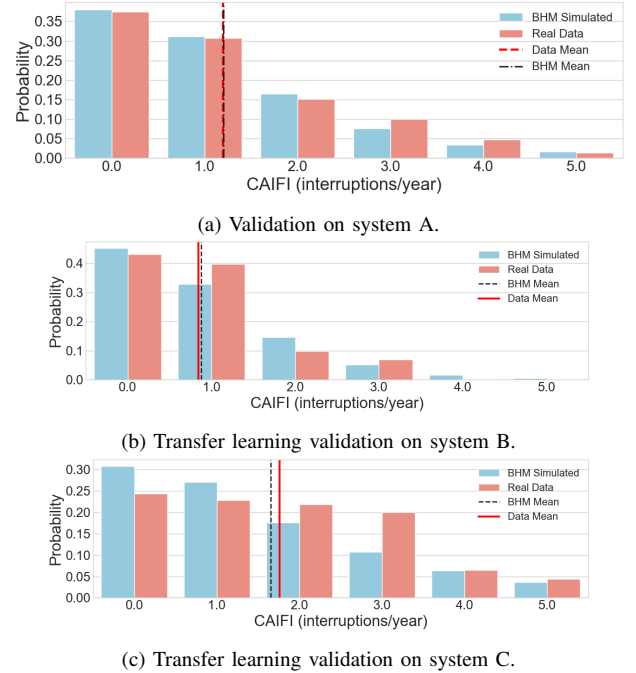 0.35
0.30
0.25
0.20
0.15
0.10
0.05
0.00
Probability
BHM Simulated
Real Data
Data Mean
BHM Mean
0.0 1.0 2.0 3.0 4.0 5.0
CAIFI (interruptions/year)
(a) Validation on system A.
0.4
0.3
0.2
0.1
0.0
Probability
BHM Simulated
Real Data
BHM Mean
Data Mean
0.0 1.0 2.0 3.0 4.0 5.0
CAIFI (interruptions/year)
(b) Transfer learning validation on system B.
0.30
0.25
0.20
0.15
0.10
0.05
0.00
Probability
BHM Simulated
Real Data
BHM Mean
Data Mean
0.0 1.0 2.0 3.0 4.0 5.0
CAIFI (interruptions/year)
(c) Transfer learning validation on system C.